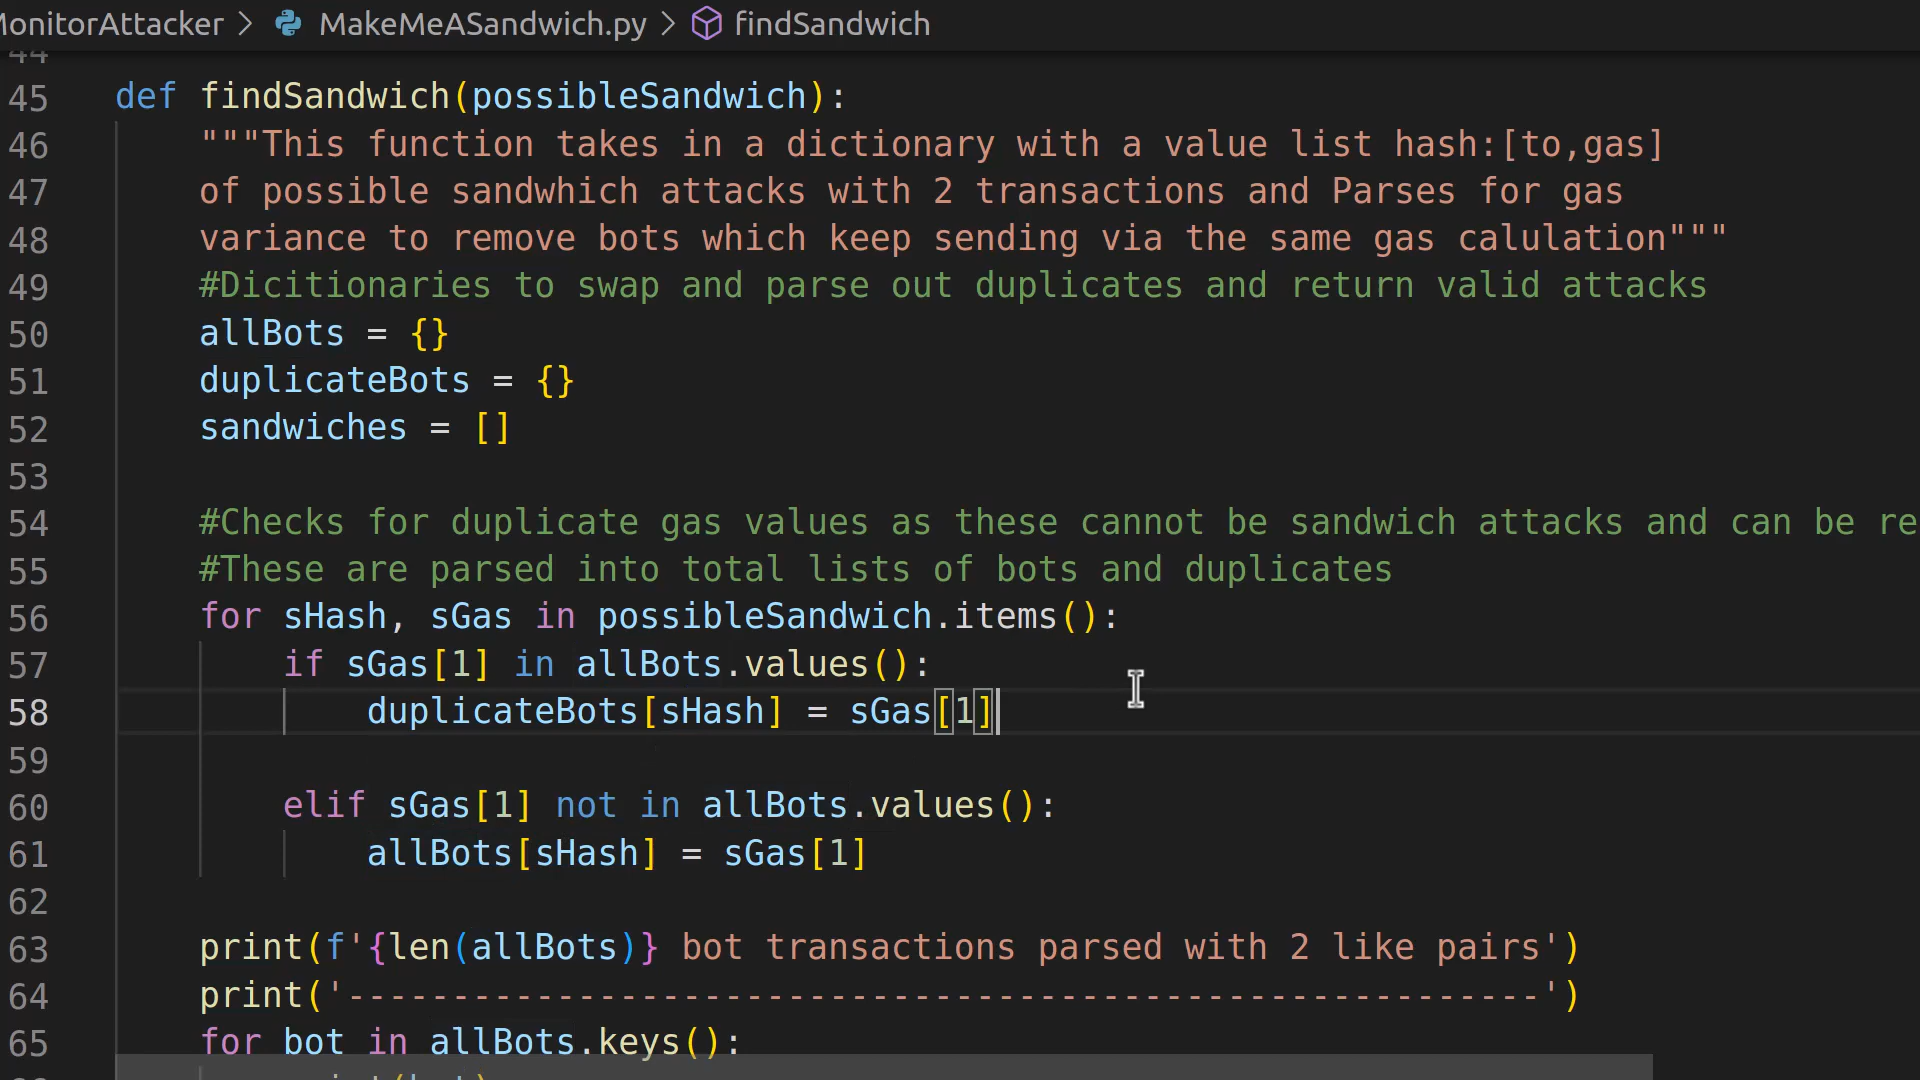 MonitorAttacker > MakeMeASandwich.py > findSandwich
44
45 def findSandwich(possibleSandwich):
46 """This function takes in a dictionary with a value list hash:[to,gas]
47 of possible sandwhich attacks with 2 transactions and Parses for gas
48 variance to remove bots which keep sending via the same gas calulation"""
49 #Dicitionaries to swap and parse out duplicates and return valid attacks
50 allBots = {}
51 duplicateBots = {}
52 sandwiches = []
53
54 #Checks for duplicate gas values as these cannot be sandwich attacks and can be re
55 #These are parsed into total lists of bots and duplicates
56 for sHash, sGas in possibleSandwich.items():
57 if sGas[1] in allBots.values():
58 duplicateBots[sHash] = sGas[1]
59
60 elif sGas[1] not in allBots.values():
61 allBots[sHash] = sGas[1]
62
63 print(f'{len(allBots)} bot transactions parsed with 2 like pairs')
64 print('---------------------------------------------------------')
65 for bot in allBots.keys():